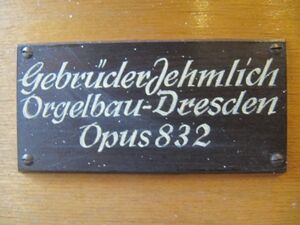 Gebrüder Jehmlich
Orgelbau-Dresden
Opus 832